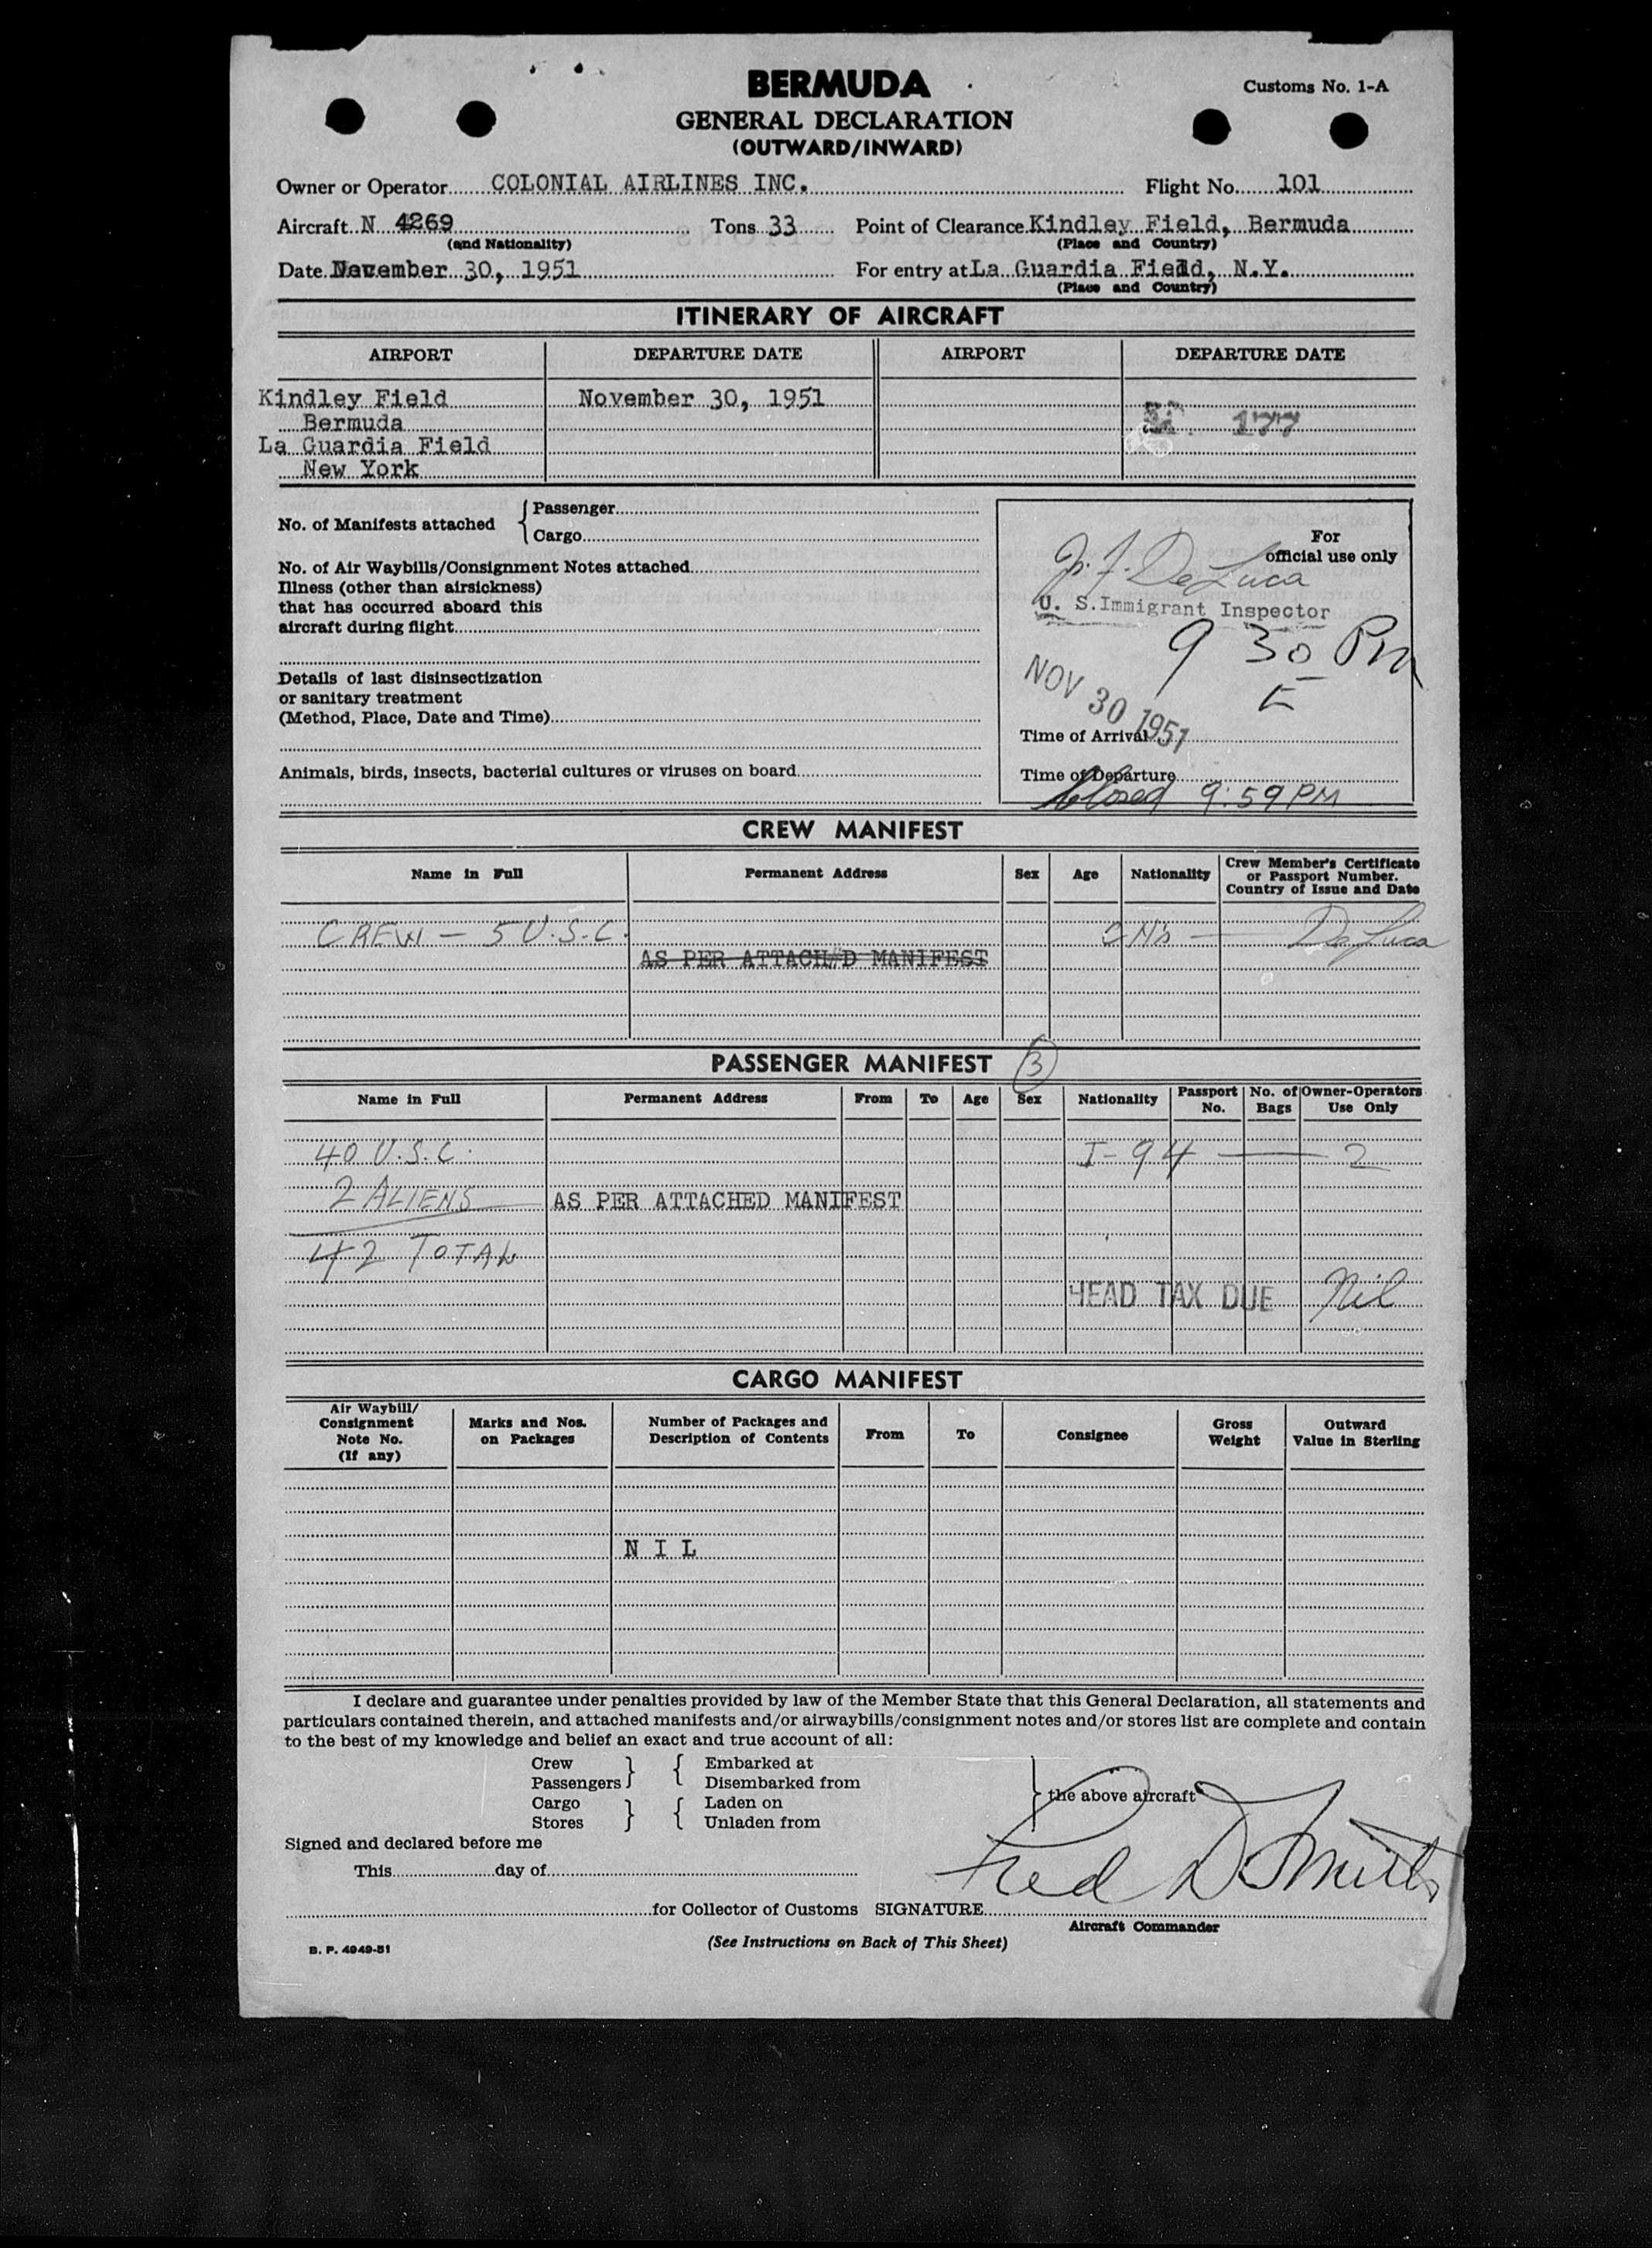 BERMUDA
Customs No. 1-A
GENERAL DECLARATION
(OUTWARD/INWARD)
Owner or Operator COLONIAL AIRLINES INC. Flight No. 101
Aircraft N 4269 Tons 33 Point of Clearance Kindley Field, Bermuda
(and Nationality) (Place and Country)
Date November 30, 1951 For entry at La Guardia Field, N.Y.
(Place and Country)
ITINERARY OF AIRCRAFT
AIRPORT DEPARTURE DATE AIRPORT DEPARTURE DATE
Kindley Field November 30, 1951
Bermuda 177
La Guardia Field
New York
No. of Manifests attached { Passenger
Cargo
No. of Air Waybills/Consignment Notes attached
Illness (other than airsickness)
that has occurred aboard this
aircraft during flight
Details of last disinsectization
or sanitary treatment
(Method, Place, Date and Time)
Animals, birds, insects, bacterial cultures or viruses on board
For
official use only
De Luca
U. S. Immigrant Inspector
9 30 PM
E
NOV 30 1951
Time of Arrival
Time of Departure
Closed 9:59 PM
CREW MANIFEST
Name in Full Permanent Address Sex Age Nationality Crew Member's Certificate
or Passport Number.
Country of Issue and Date
CREW - 5 U.S.C. De Luca
AS PER ATTACHED MANIFEST
PASSENGER MANIFEST 3
Name in Full Permanent Address From To Age Sex Nationality Passport No. No. of Bags Owner-Operators Use Only
40 U.S.C. I-94 — 2
2 ALIENS AS PER ATTACHED MANIFEST
42 TOTAL
HEAD TAX DUE Nil
CARGO MANIFEST
Air Waybill/
Consignment
Note No.
(If any)
Marks and Nos.
on Packages
Number of Packages and
Description of Contents
From To Consignee
Gross
Weight
Outward
Value in Sterling
N I L
I declare and guarantee under penalties provided by law of the Member State that this General Declaration, all statements and
particulars contained therein, and attached manifests and/or airwaybills/consignment notes and/or stores list are complete and contain
to the best of my knowledge and belief an exact and true account of all:
Crew } { Embarked at
Passengers Disembarked from
Cargo } { Laden on
Stores Unladen from
} the above aircraft
Signed and declared before me
This day of
Fred D Smith
for Collector of Customs SIGNATURE
Aircraft Commander
(See Instructions on Back of This Sheet)
B. P. 4949-51